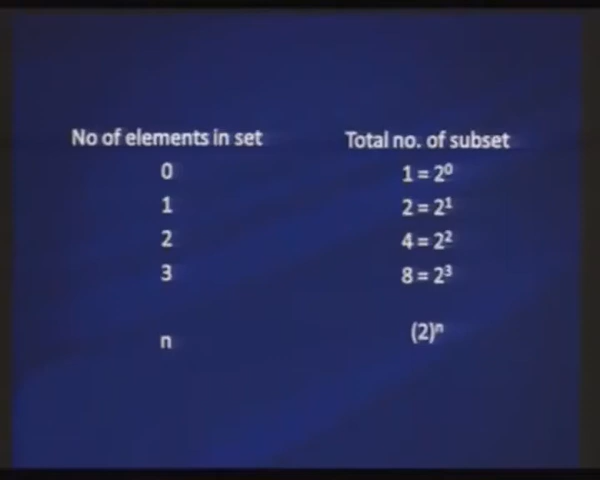 No of elements in set Total no. of subset
0 1 = 2⁰
1 2 = 2¹
2 4 = 2²
3 8 = 2³
n (2)ⁿ